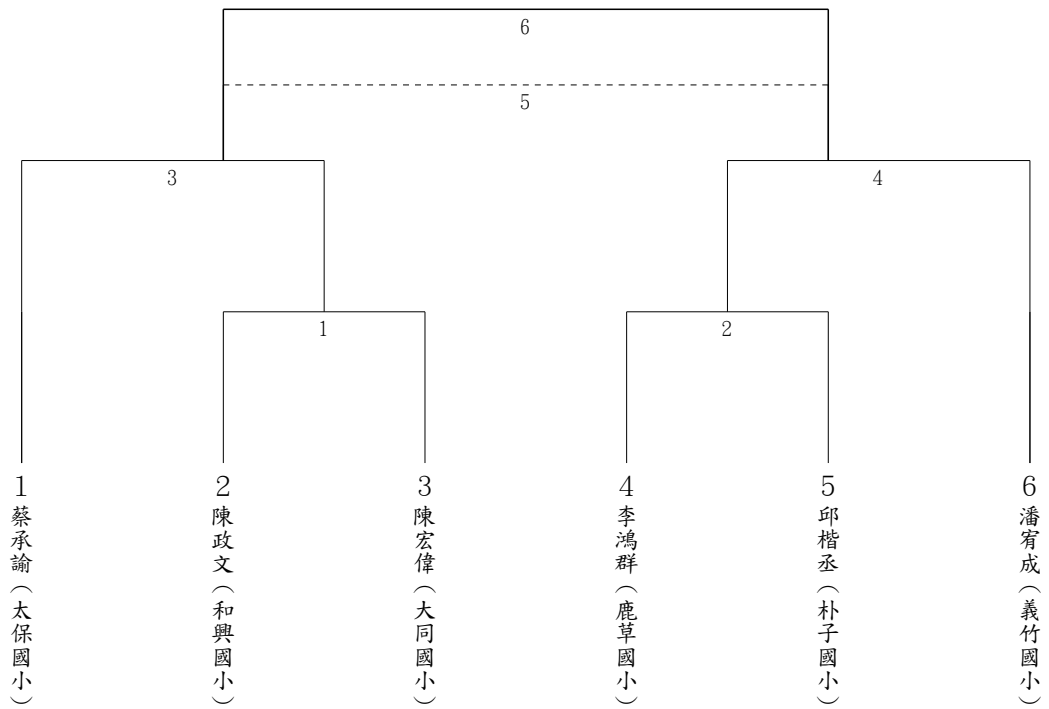 6
5
3
4
1
2
1
蔡承諭（太保國小）
2
陳政文（和興國小）
3
陳宏偉（大同國小）
4
李鴻群（鹿草國小）
5
邱楷丞（朴子國小）
6
潘宥成（義竹國小）